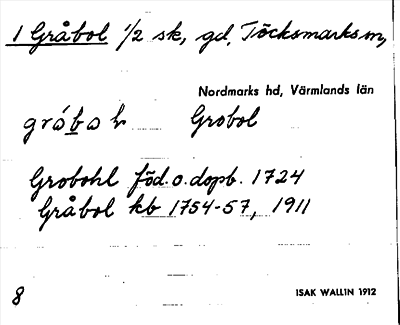 1 Gråbol 1/2 sk, gd, Töcksmarks sn,
Nordmarks hd, Värmlands län
Grobol
Grobohl föd. o. dopb. 1724
Gråbol kb 1754-57, 1911
8
ISAK WALLIN 1912